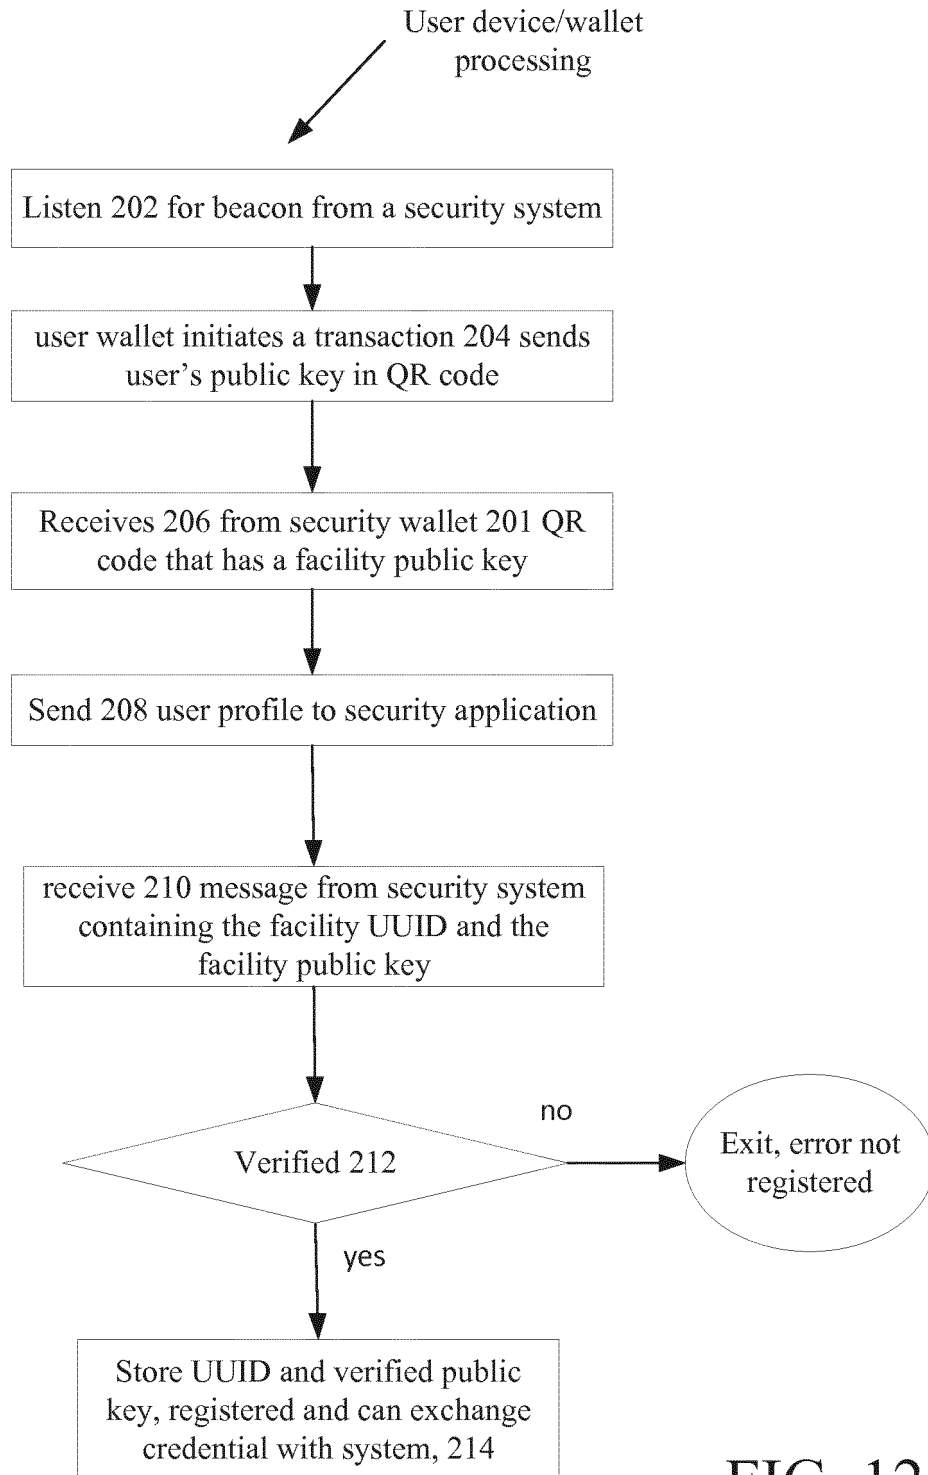 User device/wallet
processing
Listen 202 for beacon from a security system
user wallet initiates a transaction 204 sends
user's public key in QR code
Receives 206 from security wallet 201 QR
code that has a facility public key
Send 208 user profile to security application
receive 210 message from security system
containing the facility UUID and the
facility public key
no
Verified 212
Exit, error not
registered
yes
Store UUID and verified public
key, registered and can exchange
credential with system, 214
FIG. 12